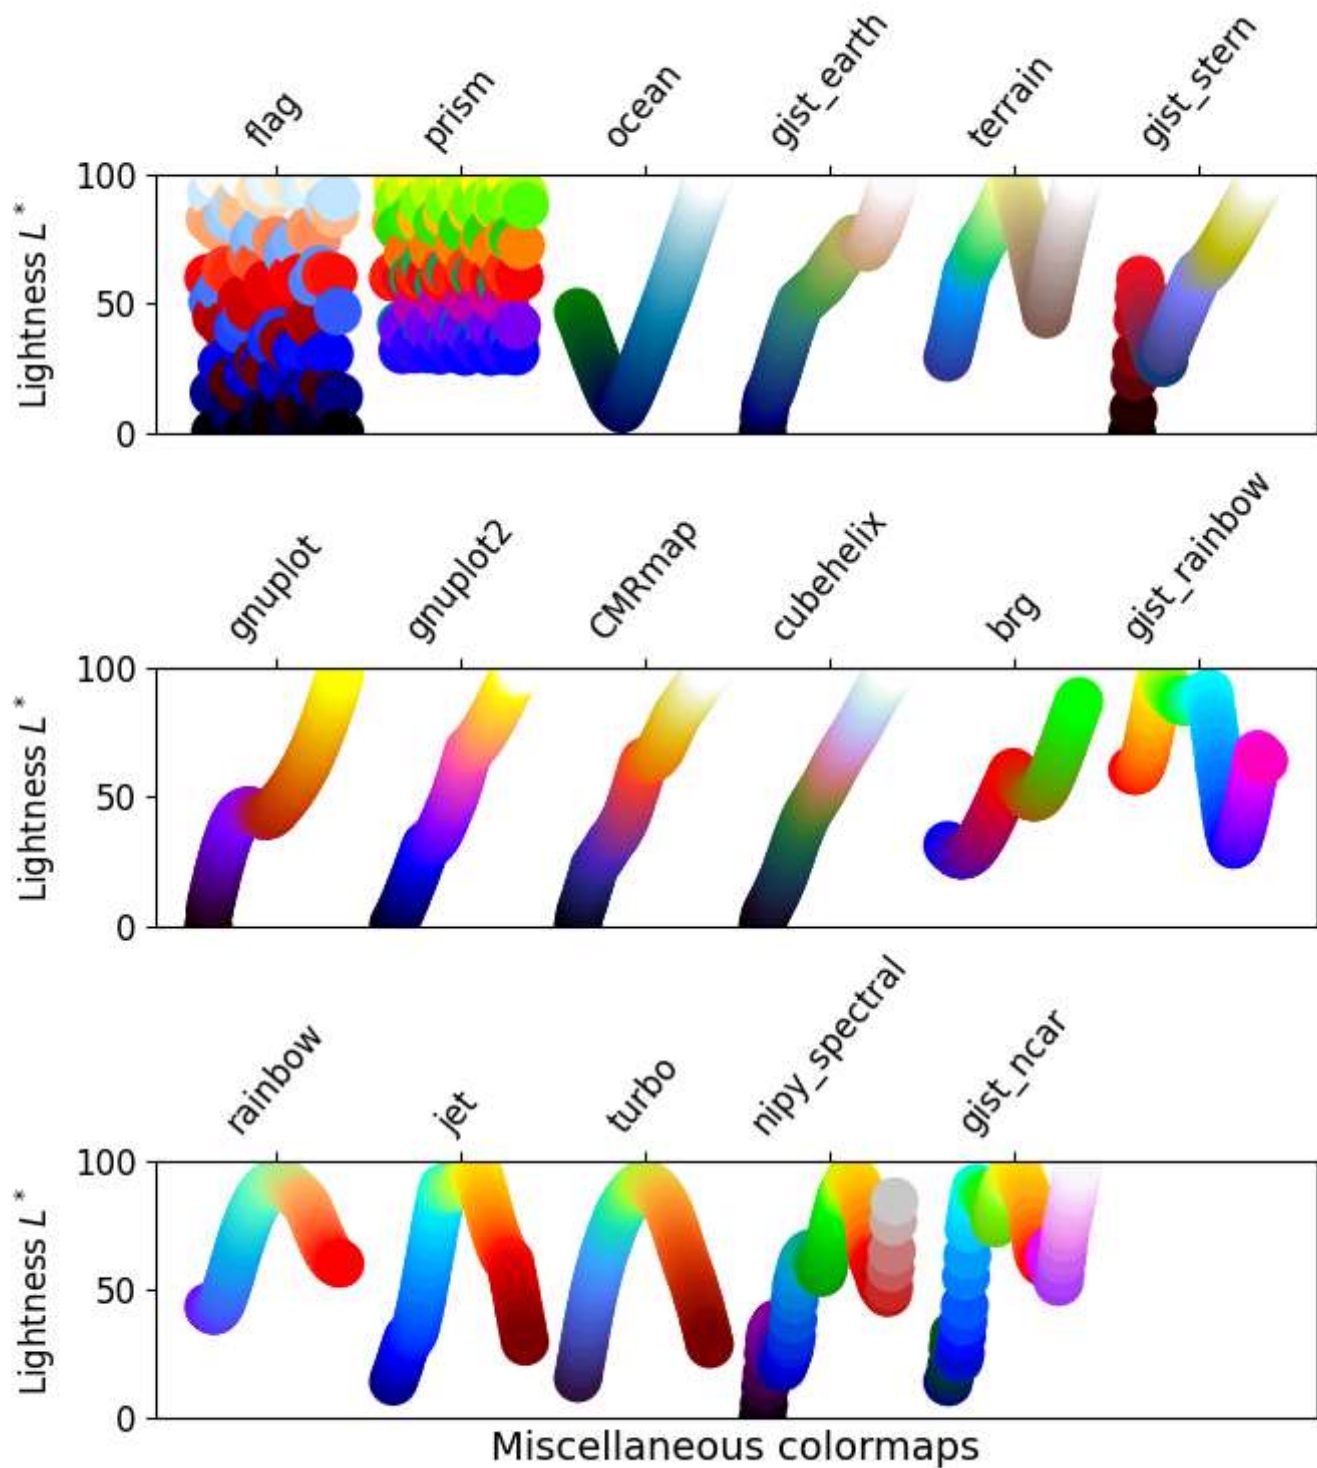 flag
prism
ocean
gist_earth
terrain
gist_stern
Lightness L*
100
50
0
gnuplot
gnuplot2
CMRmap
cubehelix
brg
gist_rainbow
Lightness L*
100
50
0
rainbow
jet
turbo
nipy_spectral
gist_ncar
Lightness L*
100
50
0
Miscellaneous colormaps